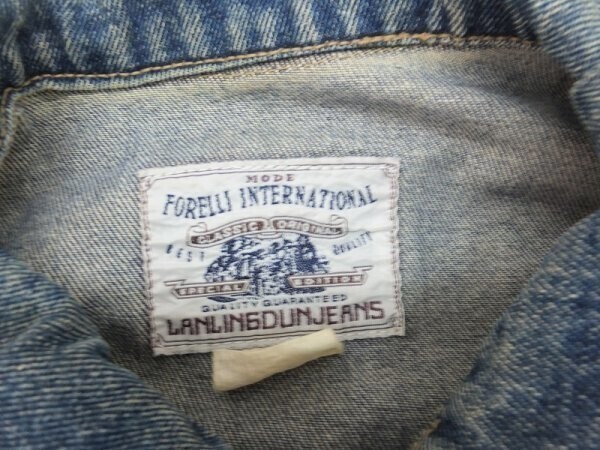 MODE
FORELLI INTERNATIONAL
CLASSIC ORIGINAL
BEST QUALITY
SPECIAL EDITION
QUALITY GUARANTEED
LANLINGDUNJEANS